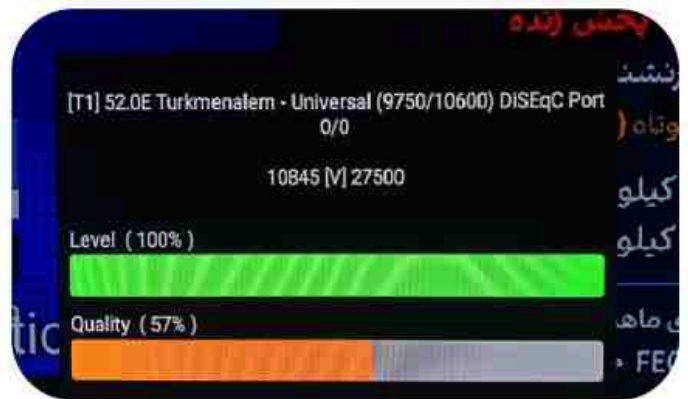 پخش زنده
[T1] 52.0E Turkmenalem - Universal (9750/10600) DiSEqC Port
0/0
10845 [V] 27500
کیلو
کیلو
Level ( 100% )
Quality ( 57% )
FEC